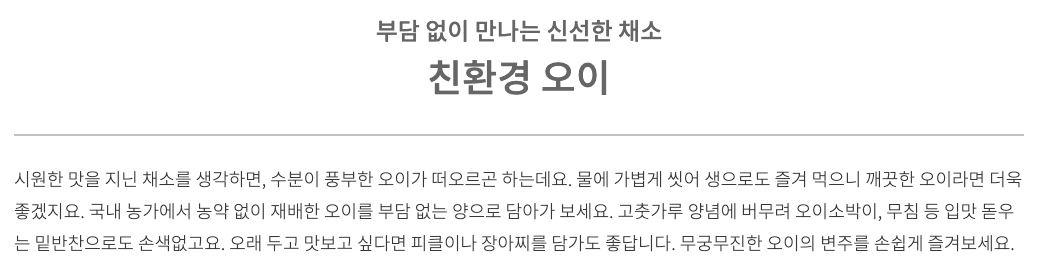 부담 없이 만나는 신선한 채소
친환경 오이
시원한 맛을 지닌 채소를 생각하면, 수분이 풍부한 오이가 떠오르곤 하는데요. 물에 가볍게 씻어 생으로도 즐겨 먹으니 깨끗한 오이라면 더욱
좋겠지요. 국내 농가에서 농약 없이 재배한 오이를 부담 없는 양으로 담아가 보세요. 고춧가루 양념에 버무려 오이소박이, 무침 등 입맛 돋우
는 밑반찬으로도 손색없고요. 오래 두고 맛보고 싶다면 피클이나 장아찌를 담가도 좋답니다. 무궁무진한 오이의 변주를 손쉽게 즐겨보세요.